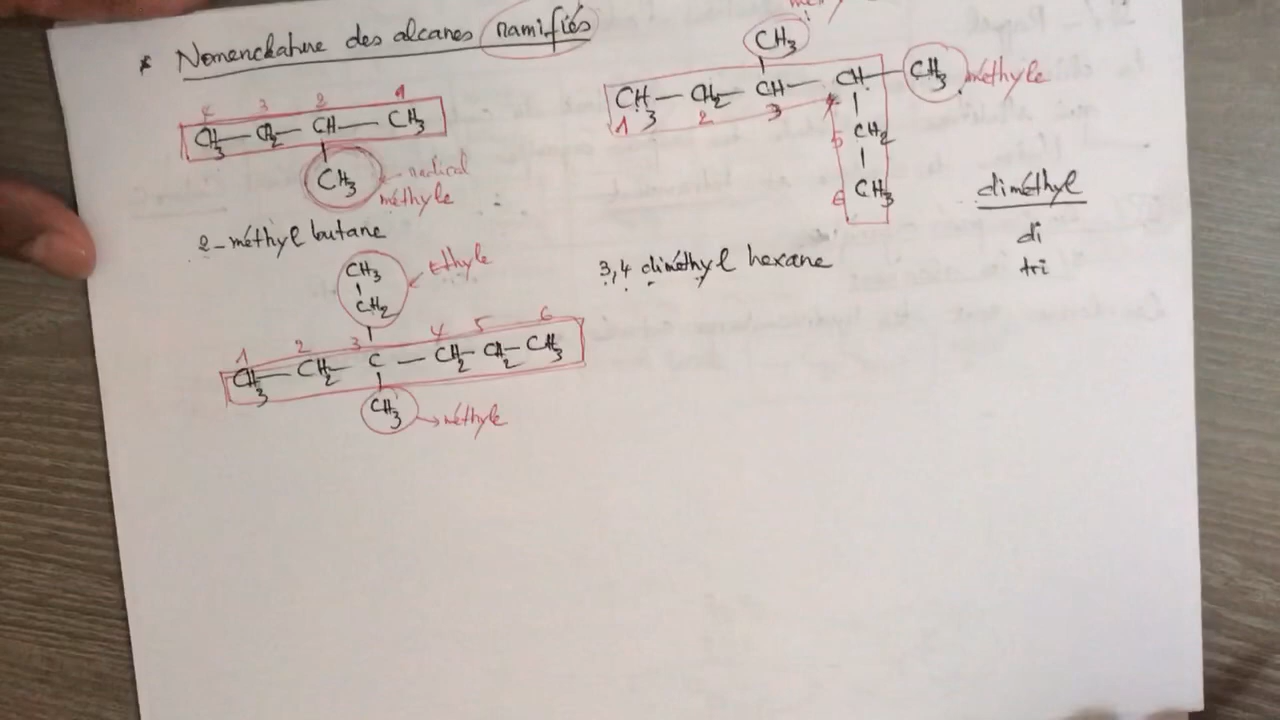 * Nomenclature des alcanes ramifiés
4 3 2 1
CH3 — CH2 — CH — CH3
CH3
radical
méthyle
2-méthyl butane
CH3
CH3 — CH2 — CH — CH — CH3 méthyle
1 2 3 4
5 CH2
6 CH3
3,4 diméthyl hexane
diméthyl
di
tri
CH3
CH2
Ethyle
1 2 3 4 5 6
CH3 — CH2 — C — CH2 — CH2 — CH3
CH3 → méthyle